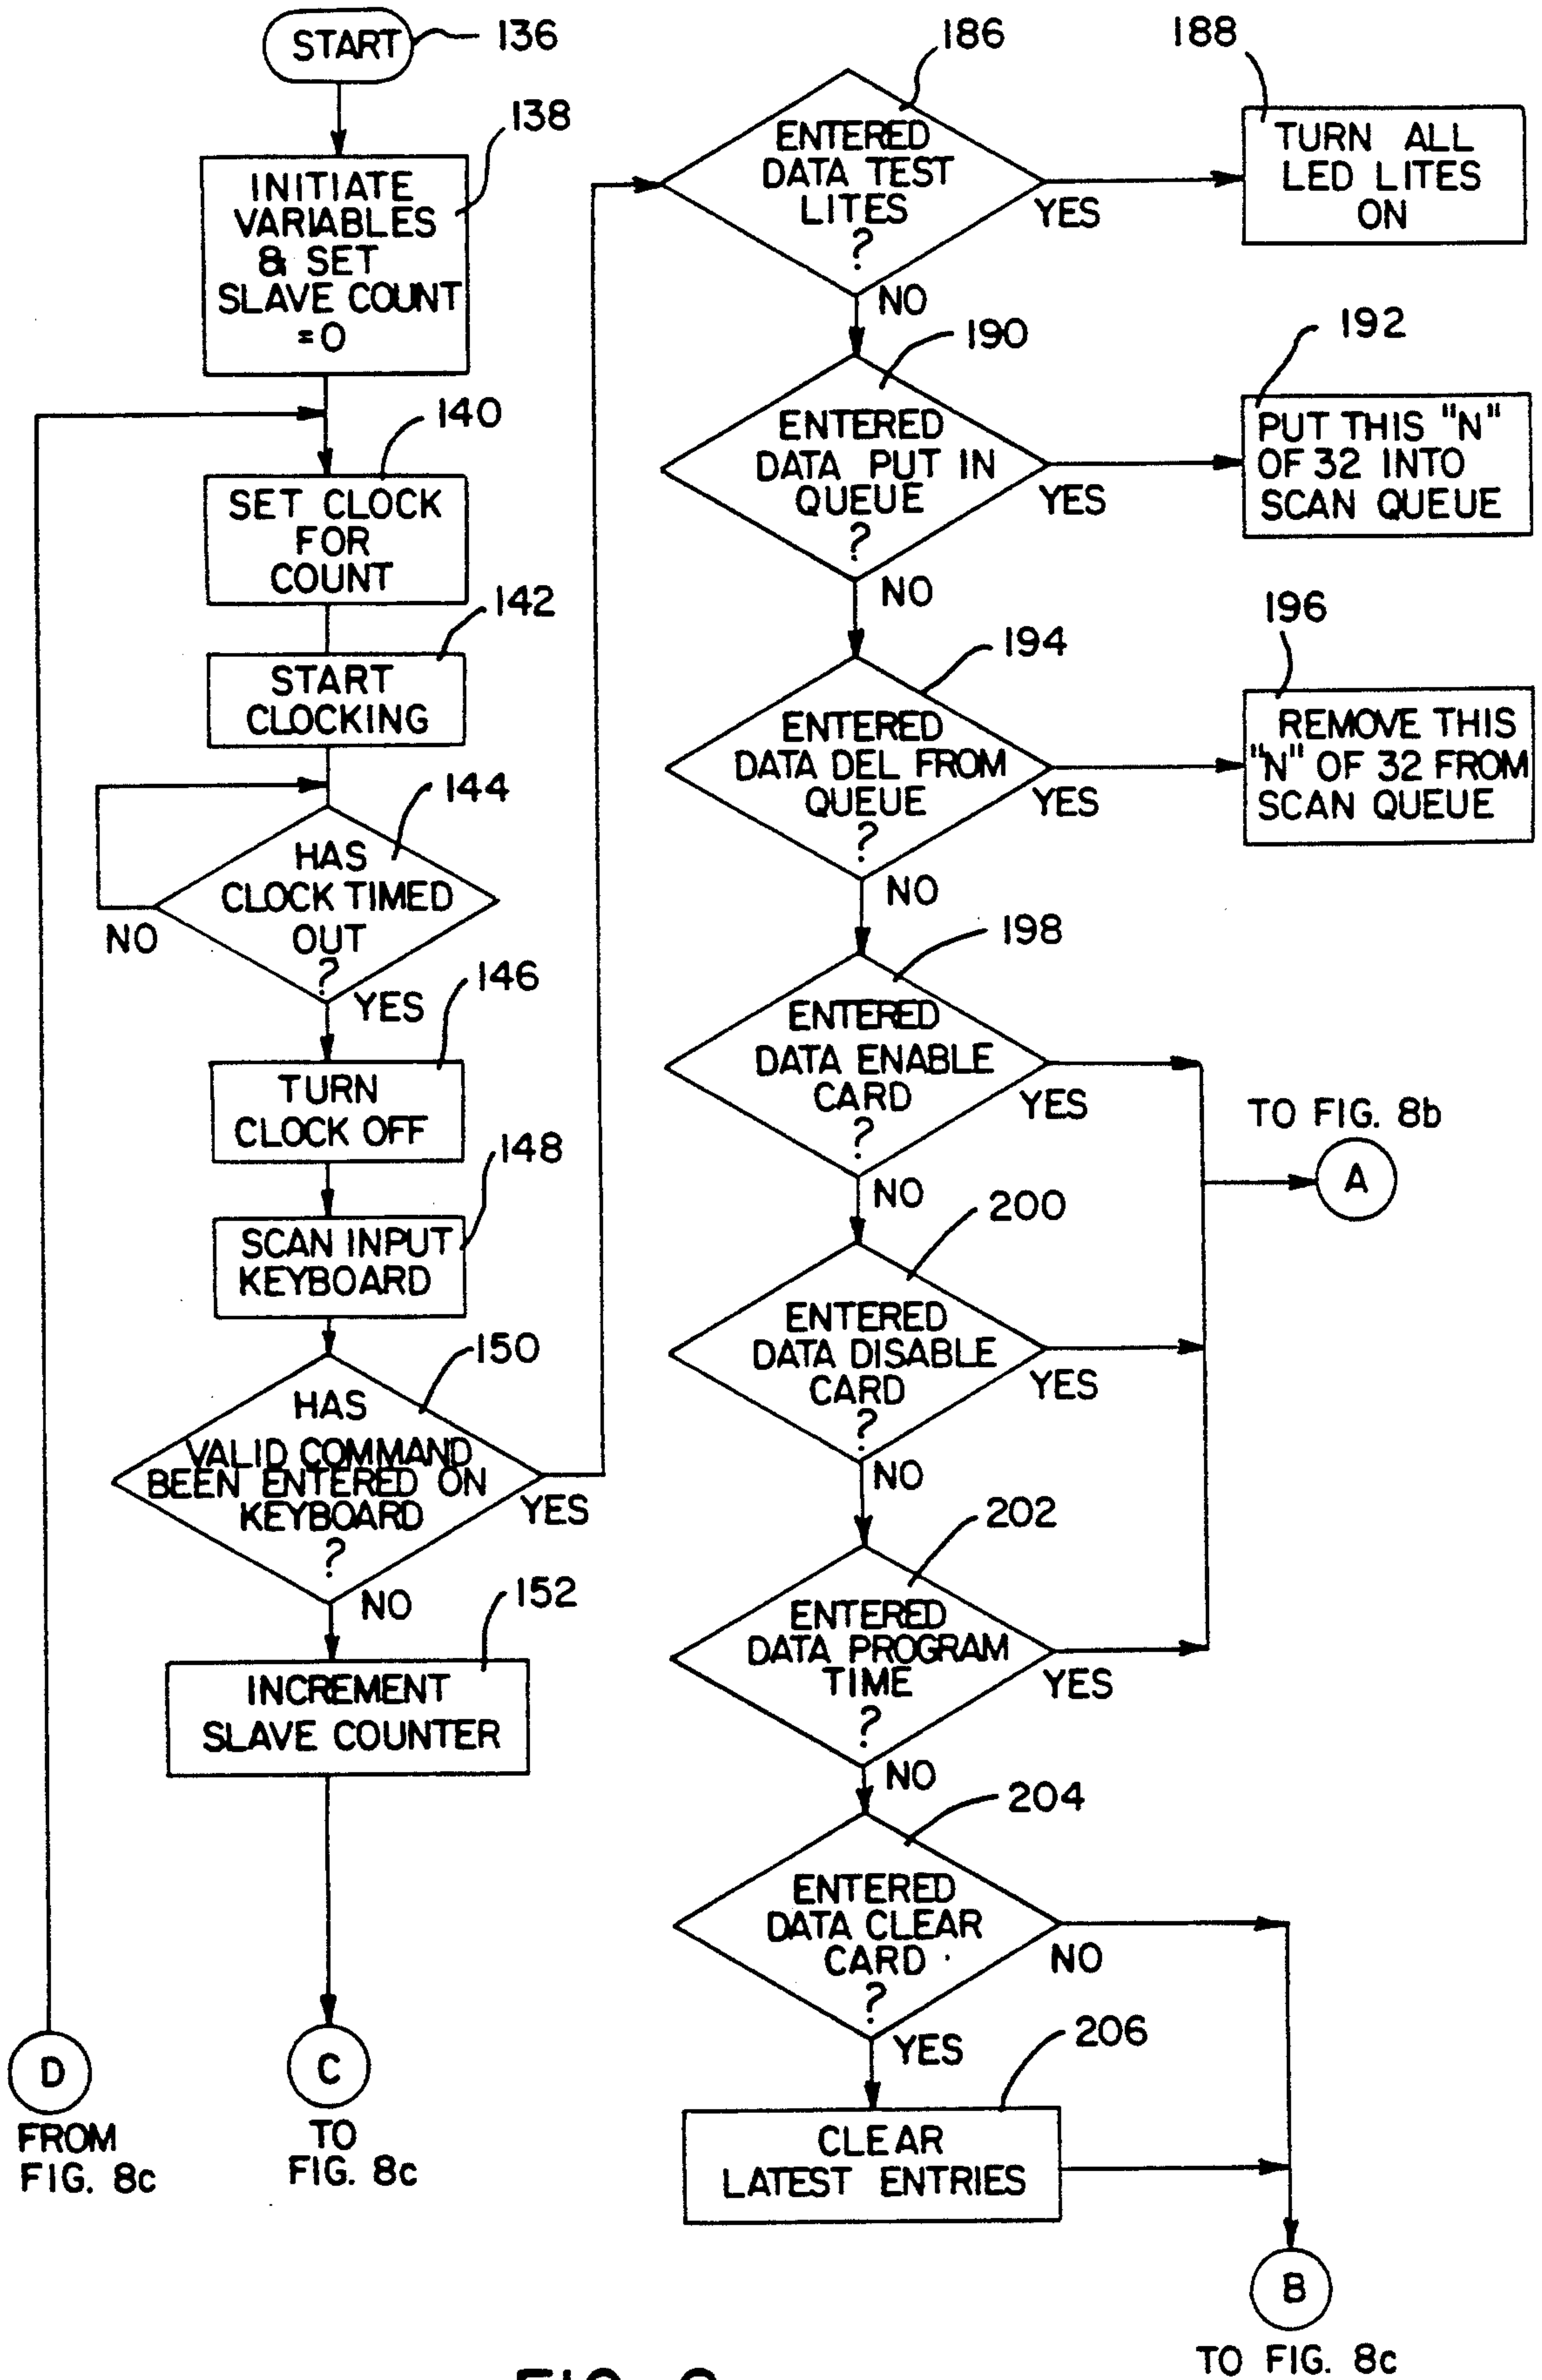 START
136
138
INITIATE
VARIABLES
& SET
SLAVE COUNT
=0
140
SET CLOCK
FOR
COUNT
142
START
CLOCKING
144
HAS
CLOCK TIMED
OUT
?
NO
YES
146
TURN
CLOCK OFF
148
SCAN INPUT
KEYBOARD
150
HAS
VALID COMMAND
BEEN ENTERED ON
KEYBOARD
?
YES
NO
152
INCREMENT
SLAVE COUNTER
D
FROM
FIG. 8c
C
TO
FIG. 8c
186
ENTERED
DATA TEST
LITES
?
YES
NO
188
TURN ALL
LED LITES
ON
190
ENTERED
DATA PUT IN
QUEUE
?
YES
NO
192
PUT THIS "N"
OF 32 INTO
SCAN QUEUE
194
ENTERED
DATA DEL FROM
QUEUE
?
YES
NO
196
REMOVE THIS
"N" OF 32 FROM
SCAN QUEUE
198
ENTERED
DATA ENABLE
CARD
?
YES
NO
TO FIG. 8b
A
200
ENTERED
DATA DISABLE
CARD
?
YES
NO
202
ENTERED
DATA PROGRAM
TIME
?
YES
NO
204
ENTERED
DATA CLEAR
CARD
?
NO
YES
206
CLEAR
LATEST ENTRIES
B
TO FIG. 8c